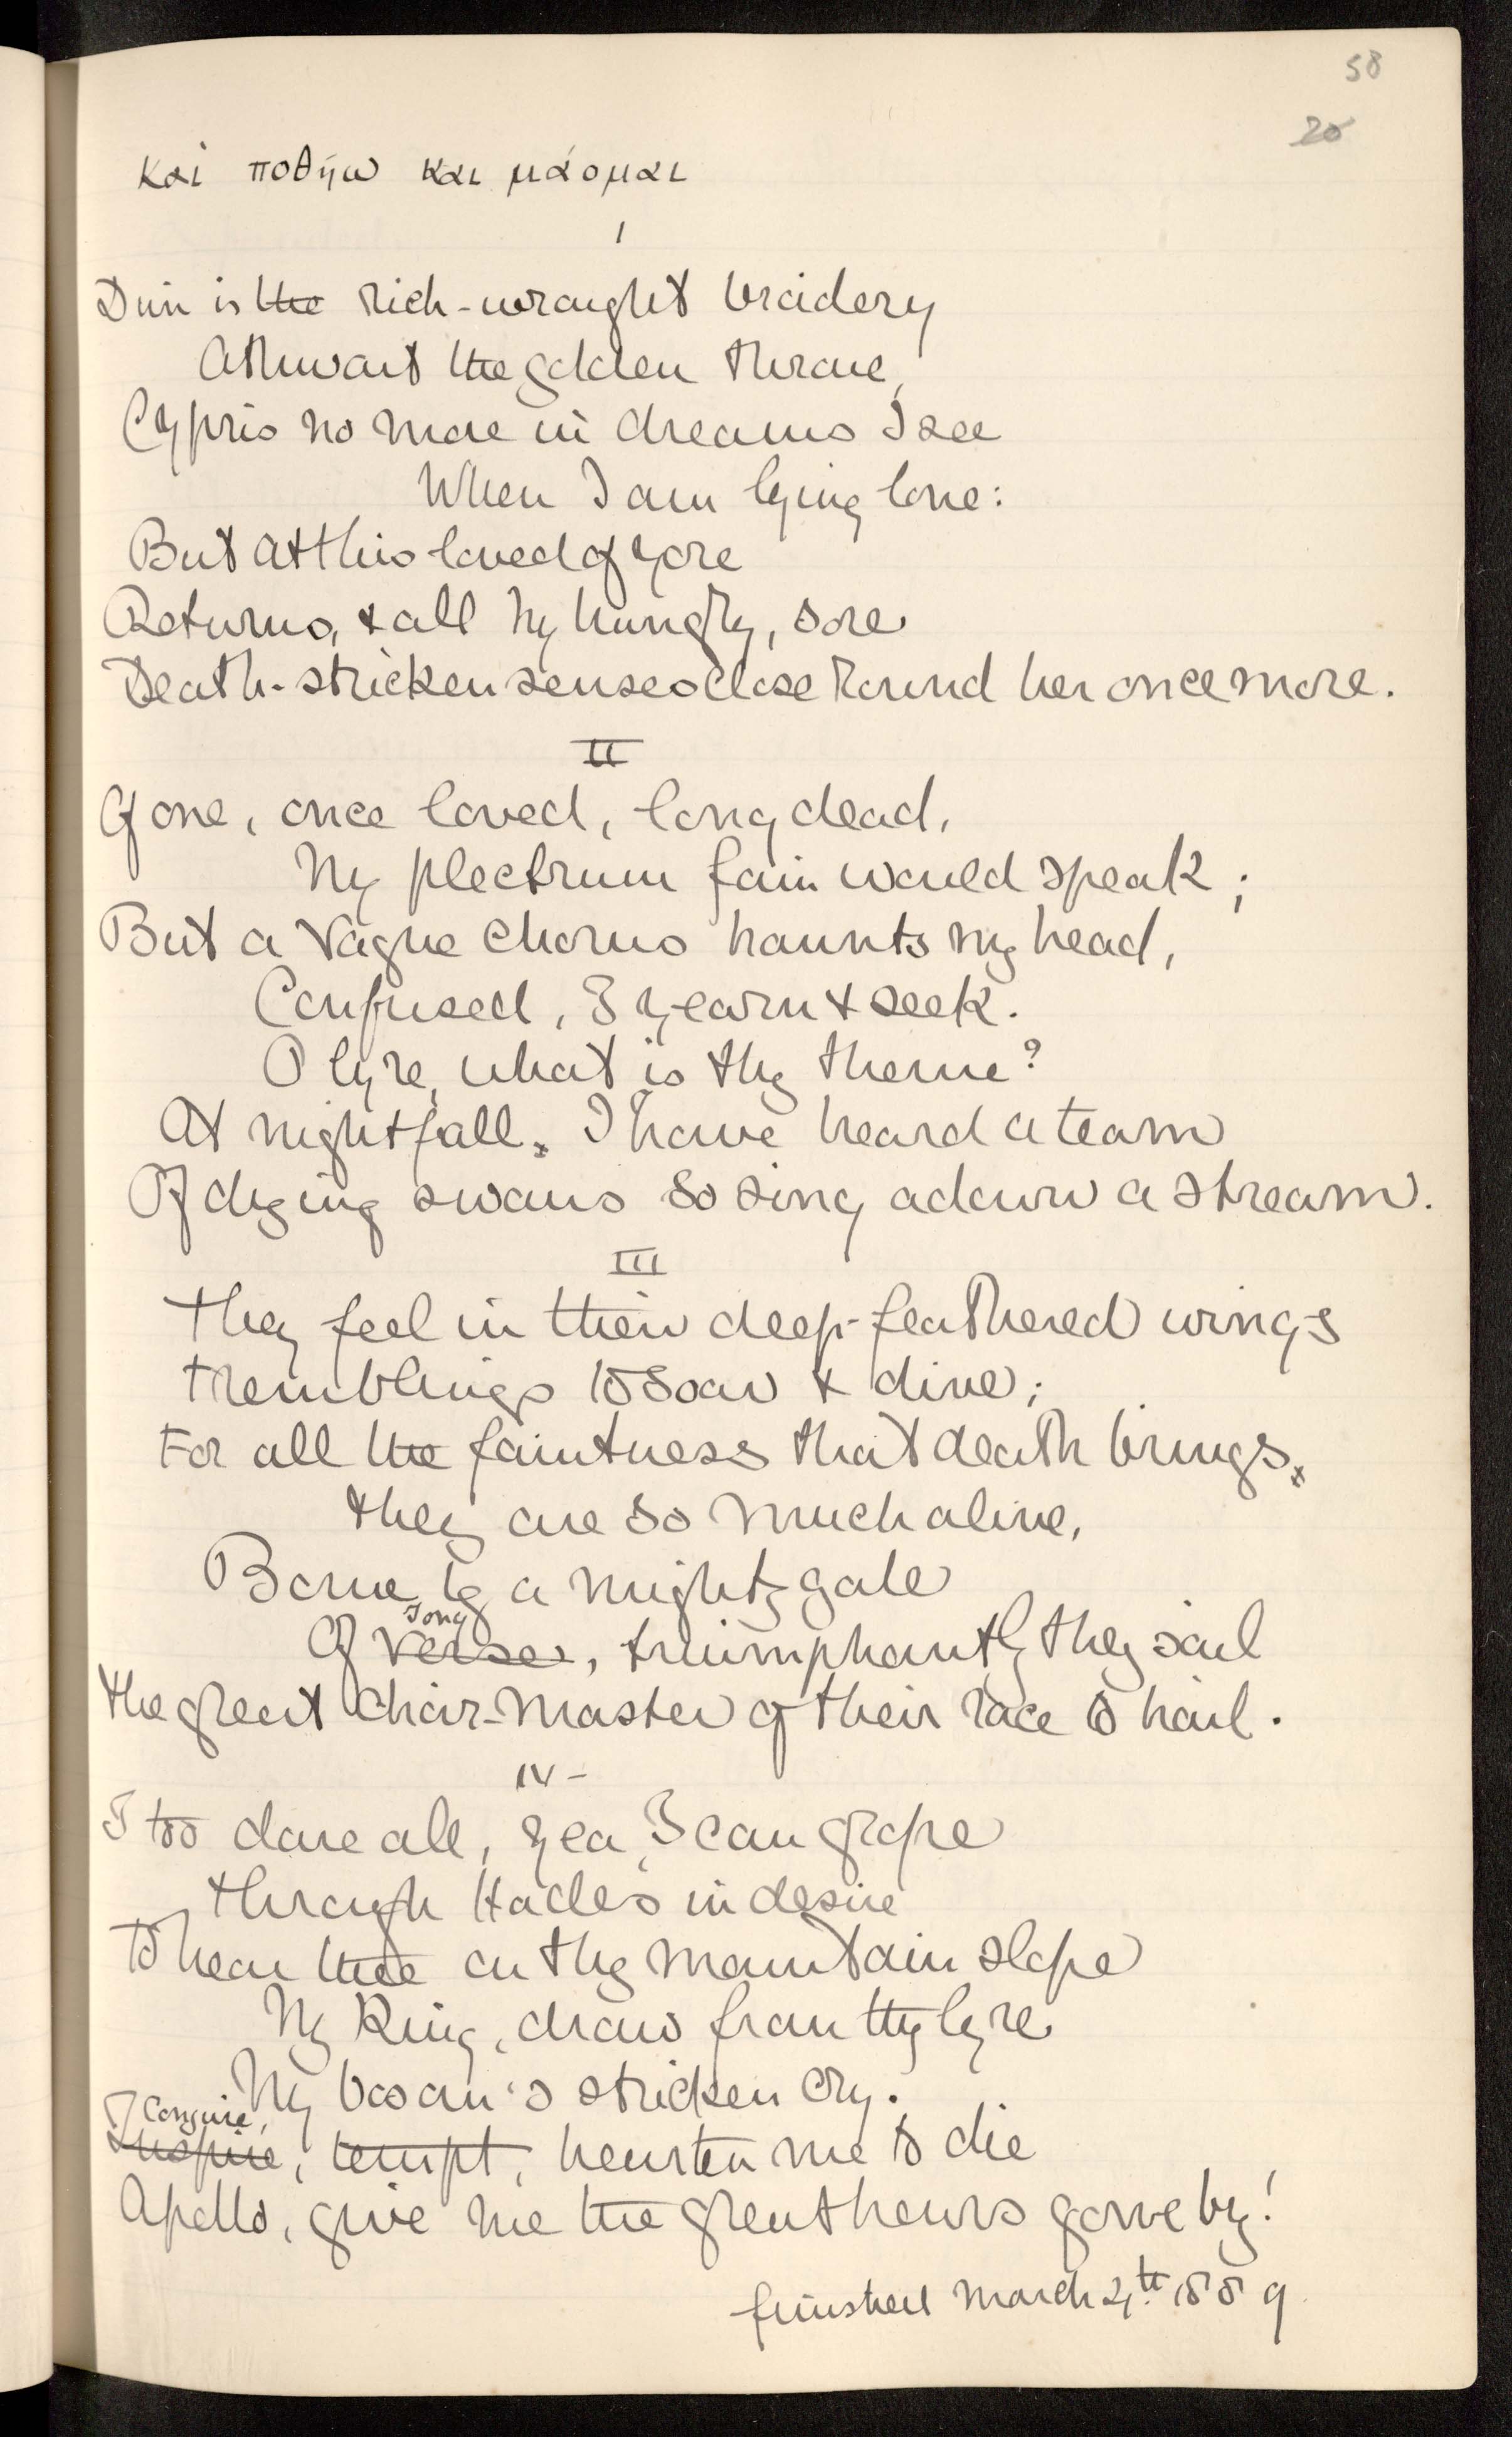 58
20
και ποθήω και μάομαι
I
Dim is the rich-wrought braidery
Athwart the golden throne,
Cypris no more in dreams I see
When I am lying lone:
But Atthis loved of yore
Returns, & all my hungry, sore
Death-stricken senses close round her once more.
II
Of one, once loved, long dead,
My plectrum fain would speak;
But a vague chorus haunts my head,
Confused, I yearn & seek.
O lyre, what is thy theme?
At nightfall, I have heard a team
Of dying swans so sing adown a stream.
III
They feel in their deep-feathered wings
tremblings to soar & dive;
For all the faintness that death brings,
they are so much alive,
Borne by a mighty gale
song
Of verse, triumphantly they sail
the great choir-master of their race to hail.
IV -
I too dare all, yea, I can grope
through Hades in desire
To hear thee on thy mountain slope
My King, draw from thy lyre
My bosom's stricken cry.
Conjure,
Inspire, tempt, hearten me to die
Apollo, give me the great hours gone by!
finished March 4th 1889